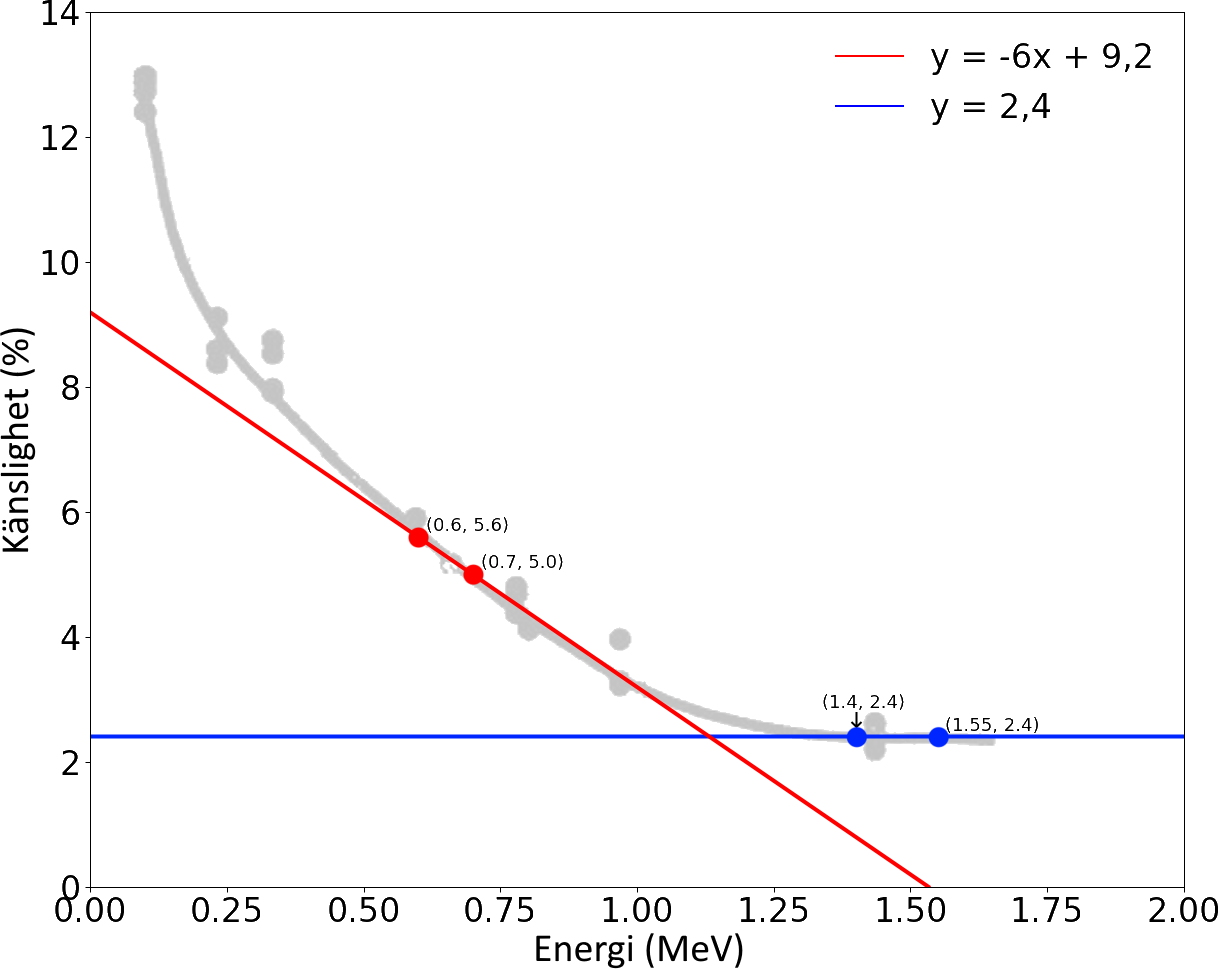 14
12
10
8
6
4
2
0
Känslighet (%)
y = -6x + 9,2
y = 2,4
(0.6, 5.6)
(0.7, 5.0)
(1.4, 2.4)
(1.55, 2.4)
0.00 0.25 0.50 0.75 1.00 1.25 1.50 1.75 2.00
Energi (MeV)